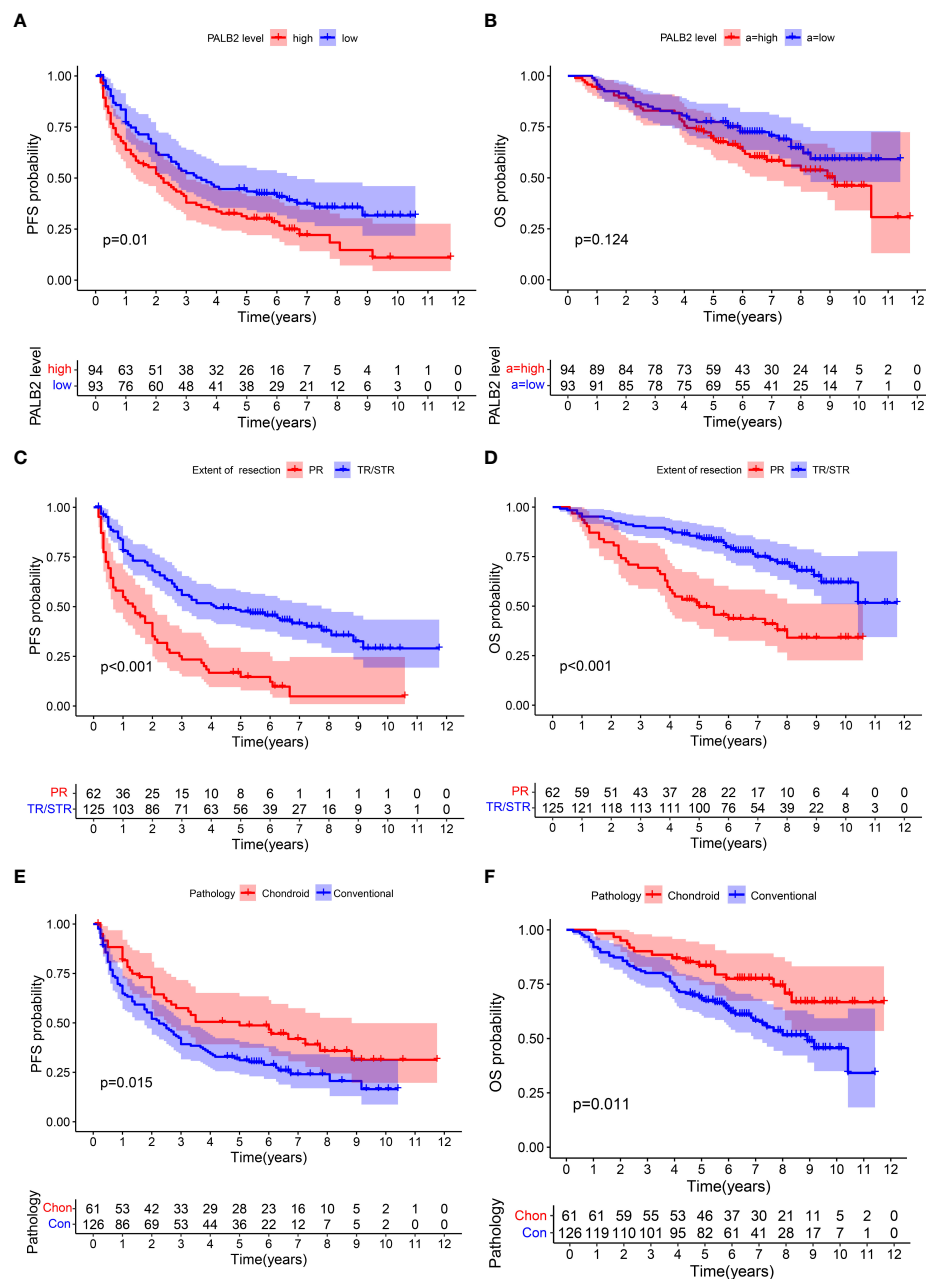 A
PALB2 level high low
PFS probability
1.00
0.75
0.50
0.25
0.00
p=0.01
0 1 2 3 4 5 6 7 8 9 10 11 12
Time(years)
PALB2 level
high 94 63 51 38 32 26 16 7 5 4 1 1 0
low 93 76 60 48 41 38 29 21 12 6 3 0 0
0 1 2 3 4 5 6 7 8 9 10 11 12
Time(years)
B
PALB2 level a=high a=low
OS probability
1.00
0.75
0.50
0.25
0.00
p=0.124
0 1 2 3 4 5 6 7 8 9 10 11 12
Time(years)
PALB2 level
a=high 94 89 84 78 73 59 43 30 24 14 5 2 0
a=low 93 91 85 78 75 69 55 41 25 14 7 1 0
0 1 2 3 4 5 6 7 8 9 10 11 12
Time(years)
C
Extent of resection PR TR/STR
PFS probability
1.00
0.75
0.50
0.25
0.00
p<0.001
0 1 2 3 4 5 6 7 8 9 10 11 12
Time(years)
PR 62 36 25 15 10 8 6 1 1 1 1 0 0
TR/STR 125 103 86 71 63 56 39 27 16 9 3 1 0
0 1 2 3 4 5 6 7 8 9 10 11 12
Time(years)
D
Extent of resection PR TR/STR
OS probability
1.00
0.75
0.50
0.25
0.00
p<0.001
0 1 2 3 4 5 6 7 8 9 10 11 12
Time(years)
PR 62 59 51 43 37 28 22 17 10 6 4 0 0
TR/STR 125 121 118 113 111 100 76 54 39 22 8 3 0
0 1 2 3 4 5 6 7 8 9 10 11 12
Time(years)
E
Pathology Chondroid Conventional
PFS probability
1.00
0.75
0.50
0.25
0.00
p=0.015
0 1 2 3 4 5 6 7 8 9 10 11 12
Time(years)
Pathology
Chon 61 53 42 33 29 28 23 16 10 5 2 1 0
Con 126 86 69 53 44 36 22 12 7 5 2 0 0
0 1 2 3 4 5 6 7 8 9 10 11 12
Time(years)
F
Pathology Chondroid Conventional
OS probability
1.00
0.75
0.50
0.25
0.00
p=0.011
0 1 2 3 4 5 6 7 8 9 10 11 12
Time(years)
Pathology
Chon 61 61 59 55 53 46 37 30 21 11 5 2 0
Con 126 119 110 101 95 82 61 41 28 17 7 1 0
0 1 2 3 4 5 6 7 8 9 10 11 12
Time(years)